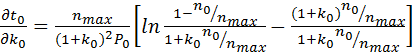 ∂t₀/∂k₀ = n_max/((1+k₀)²P₀) [ln (1−n₀/n_max)/(1+k₀ n₀/n_max) − ((1+k₀) n₀/n_max)/(1+k₀ n₀/n_max)]